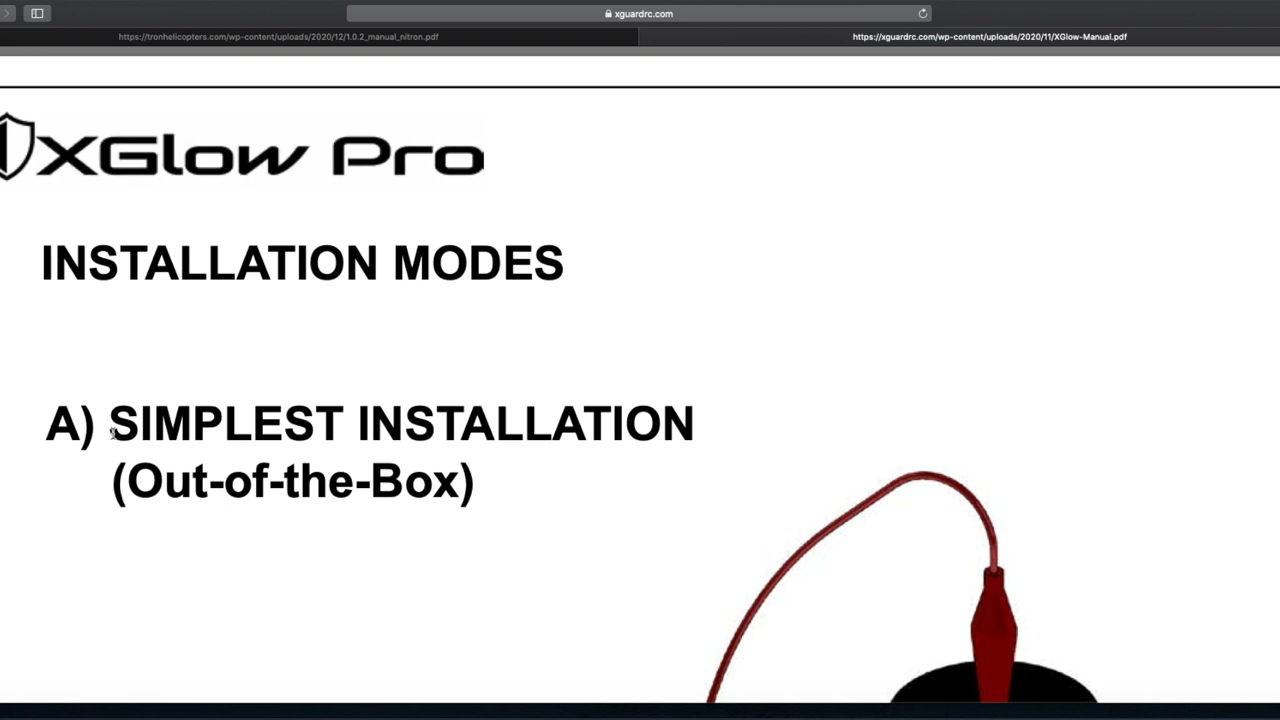 xguardrc.com
https://tronhelicopters.com/wp-content/uploads/2020/12/1.0.2_manual_nitron.pdf
https://xguardrc.com/wp-content/uploads/2020/11/XGlow-Manual.pdf
XGlow Pro
INSTALLATION MODES
A) SIMPLEST INSTALLATION
(Out-of-the-Box)